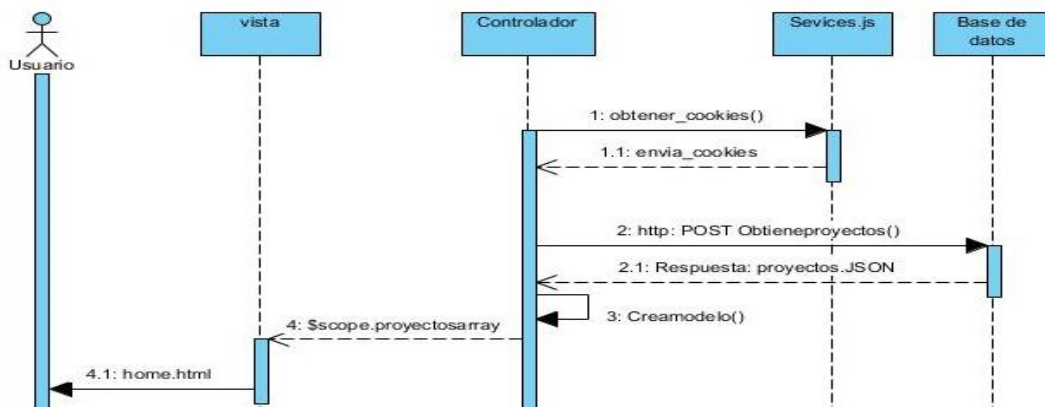 Usuario
vista
Controlador
Sevices.js
Base de
datos
1: obtener_cookies()
1.1: envia_cookies
2: http: POST Obtieneproyectos()
2.1: Respuesta: proyectos.JSON
3: Creamodelo()
4: $scope.proyectosarray
4.1: home.html